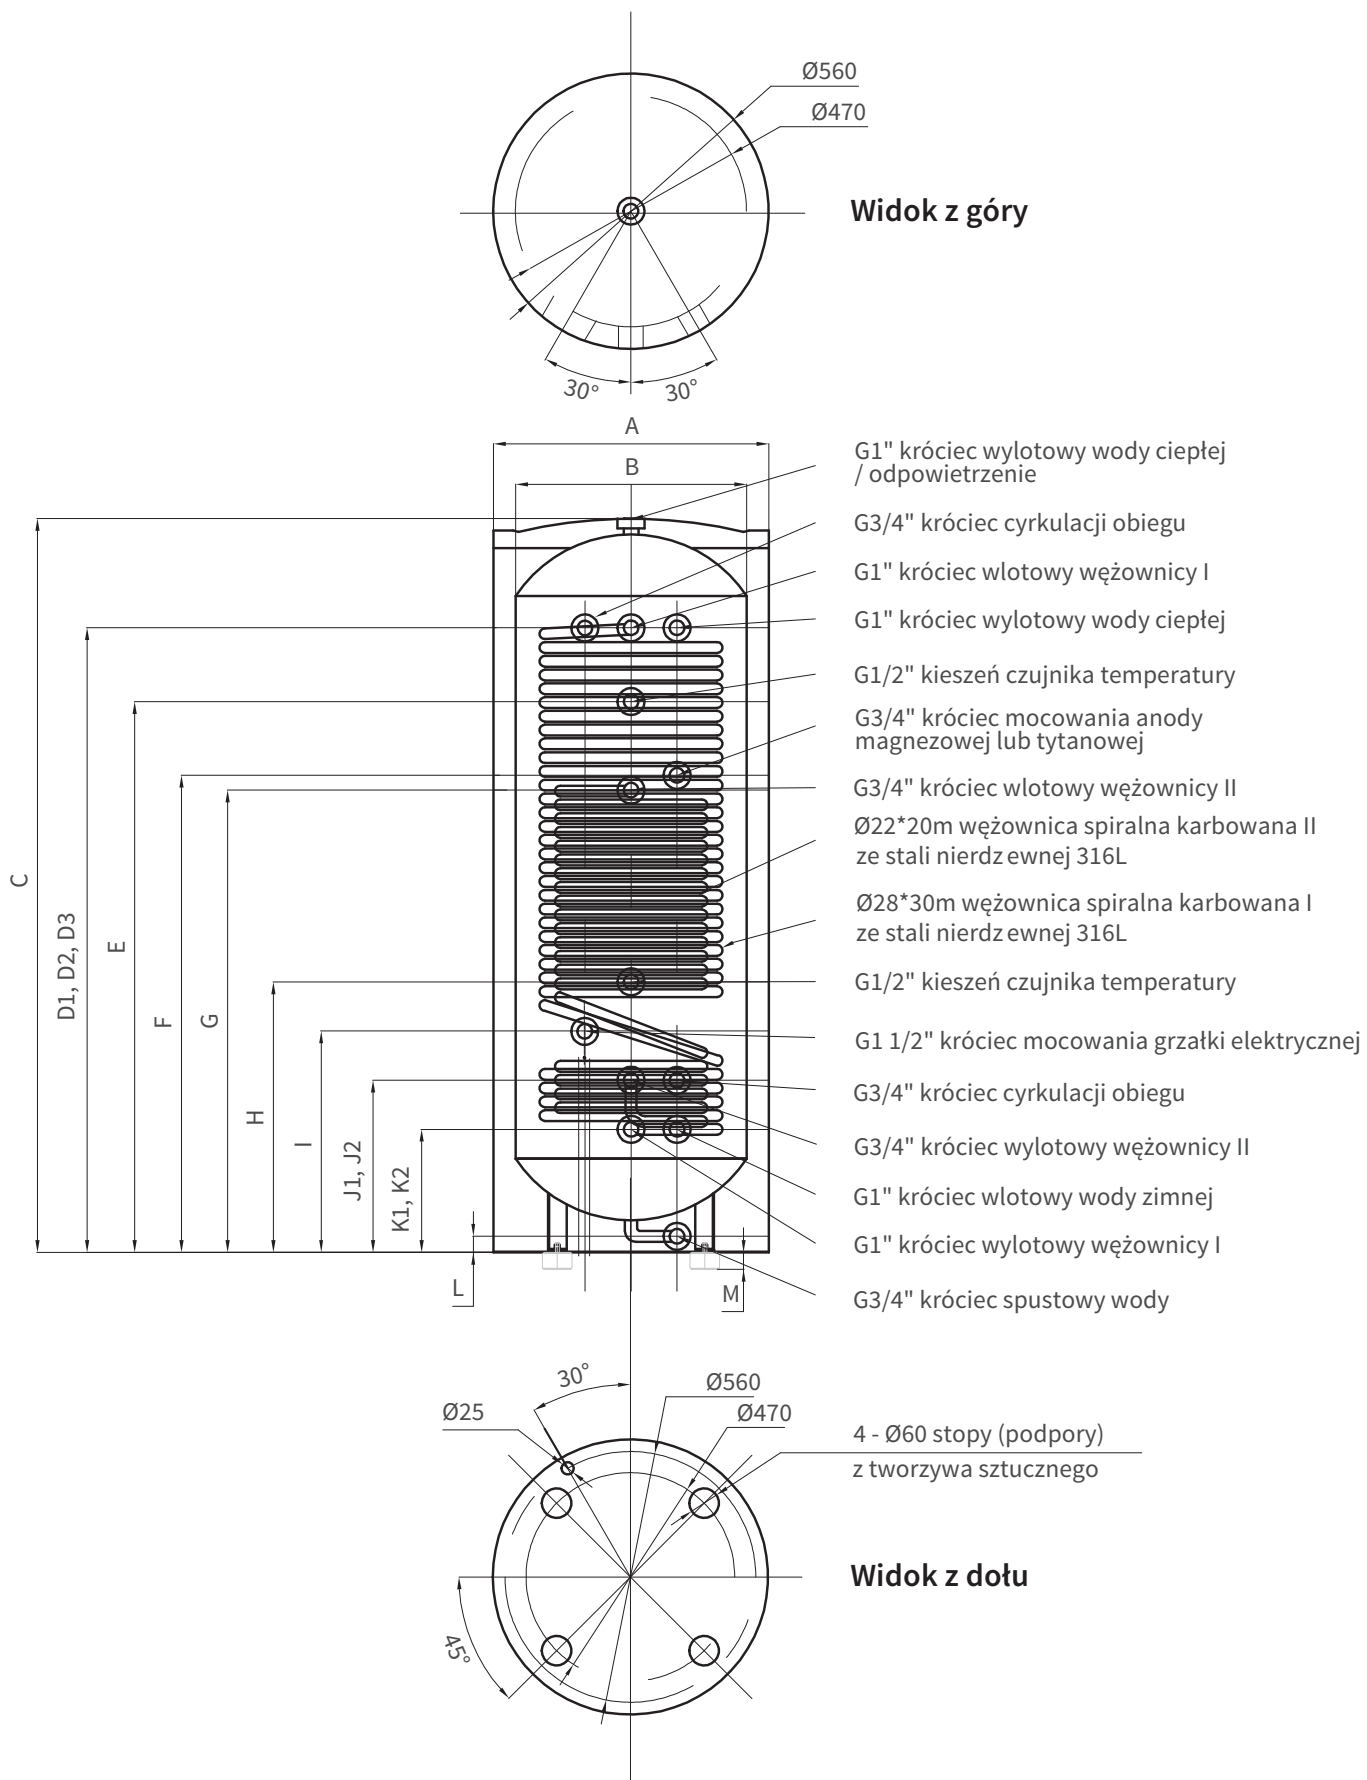 Ø560
Ø470
Widok z góry
30°
30°
A
B
G1" króciec wylotowy wody ciepłej
/ odpowietrzenie
G3/4" króciec cyrkulacji obiegu
G1" króciec wlotowy wężownicy I
G1" króciec wylotowy wody ciepłej
G1/2" kieszeń czujnika temperatury
G3/4" króciec mocowania anody
magnezowej lub tytanowej
G3/4" króciec wlotowy wężownicy II
Ø22*20m wężownica spiralna karbowana II
ze stali nierdz ewnej 316L
Ø28*30m wężownica spiralna karbowana I
ze stali nierdz ewnej 316L
G1/2" kieszeń czujnika temperatury
G1 1/2" króciec mocowania grzałki elektrycznej
G3/4" króciec cyrkulacji obiegu
G3/4" króciec wylotowy wężownicy II
G1" króciec wlotowy wody zimnej
G1" króciec wylotowy wężownicy I
G3/4" króciec spustowy wody
C
D1, D2, D3
E
F
G
H
I
J1, J2
K1, K2
L
M
30°
Ø560
Ø25
Ø470
4 - Ø60 stopy (podpory)
z tworzywa sztucznego
Widok z dołu
45°